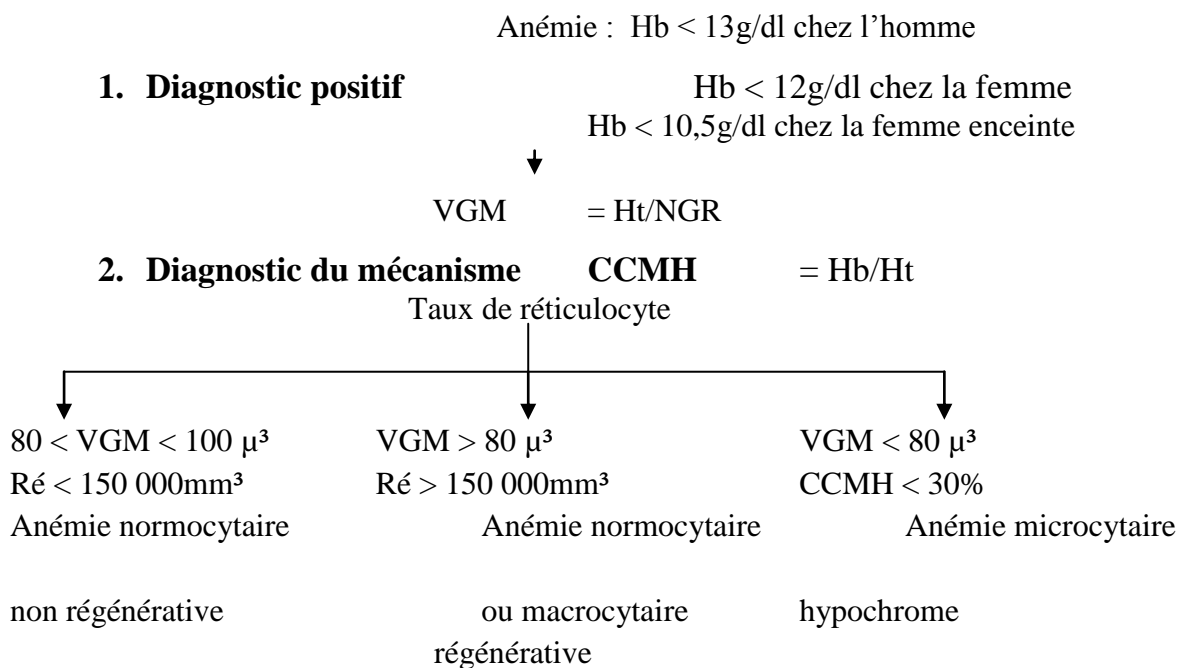 Anémie : Hb < 13g/dl chez l’homme
1. Diagnostic positif Hb < 12g/dl chez la femme
Hb < 10,5g/dl chez la femme enceinte
VGM = Ht/NGR
2. Diagnostic du mécanisme CCMH = Hb/Ht
Taux de réticulocyte
80 < VGM < 100 µ³ VGM > 80 µ³ VGM < 80 µ³
Ré < 150 000mm³ Ré > 150 000mm³ CCMH < 30%
Anémie normocytaire Anémie normocytaire Anémie microcytaire
non régénérative ou macrocytaire hypochrome
régénérative